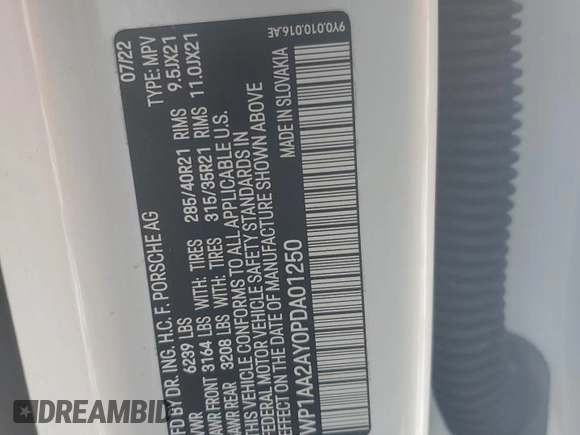 MFD BY DR. ING. H.C. F. PORSCHE AG 07/22
6239 LBS TYPE: MPV
GAWR FRONT 3164 LBS WITH: TIRES 285/40R21 RIMS 9.5JX21
GAWR REAR 3208 LBS WITH: TIRES 315/35R21 RIMS 11.0JX21
THIS VEHICLE CONFORMS TO ALL APPLICABLE U.S.
FEDERAL MOTOR VEHICLE SAFETY STANDARDS IN
EFFECT ON THE DATE OF MANUFACTURE SHOWN ABOVE
MADE IN SLOVAKIA
WP1AA2AY0PDA01250
9Y0.010.016.AE
DREAMBID